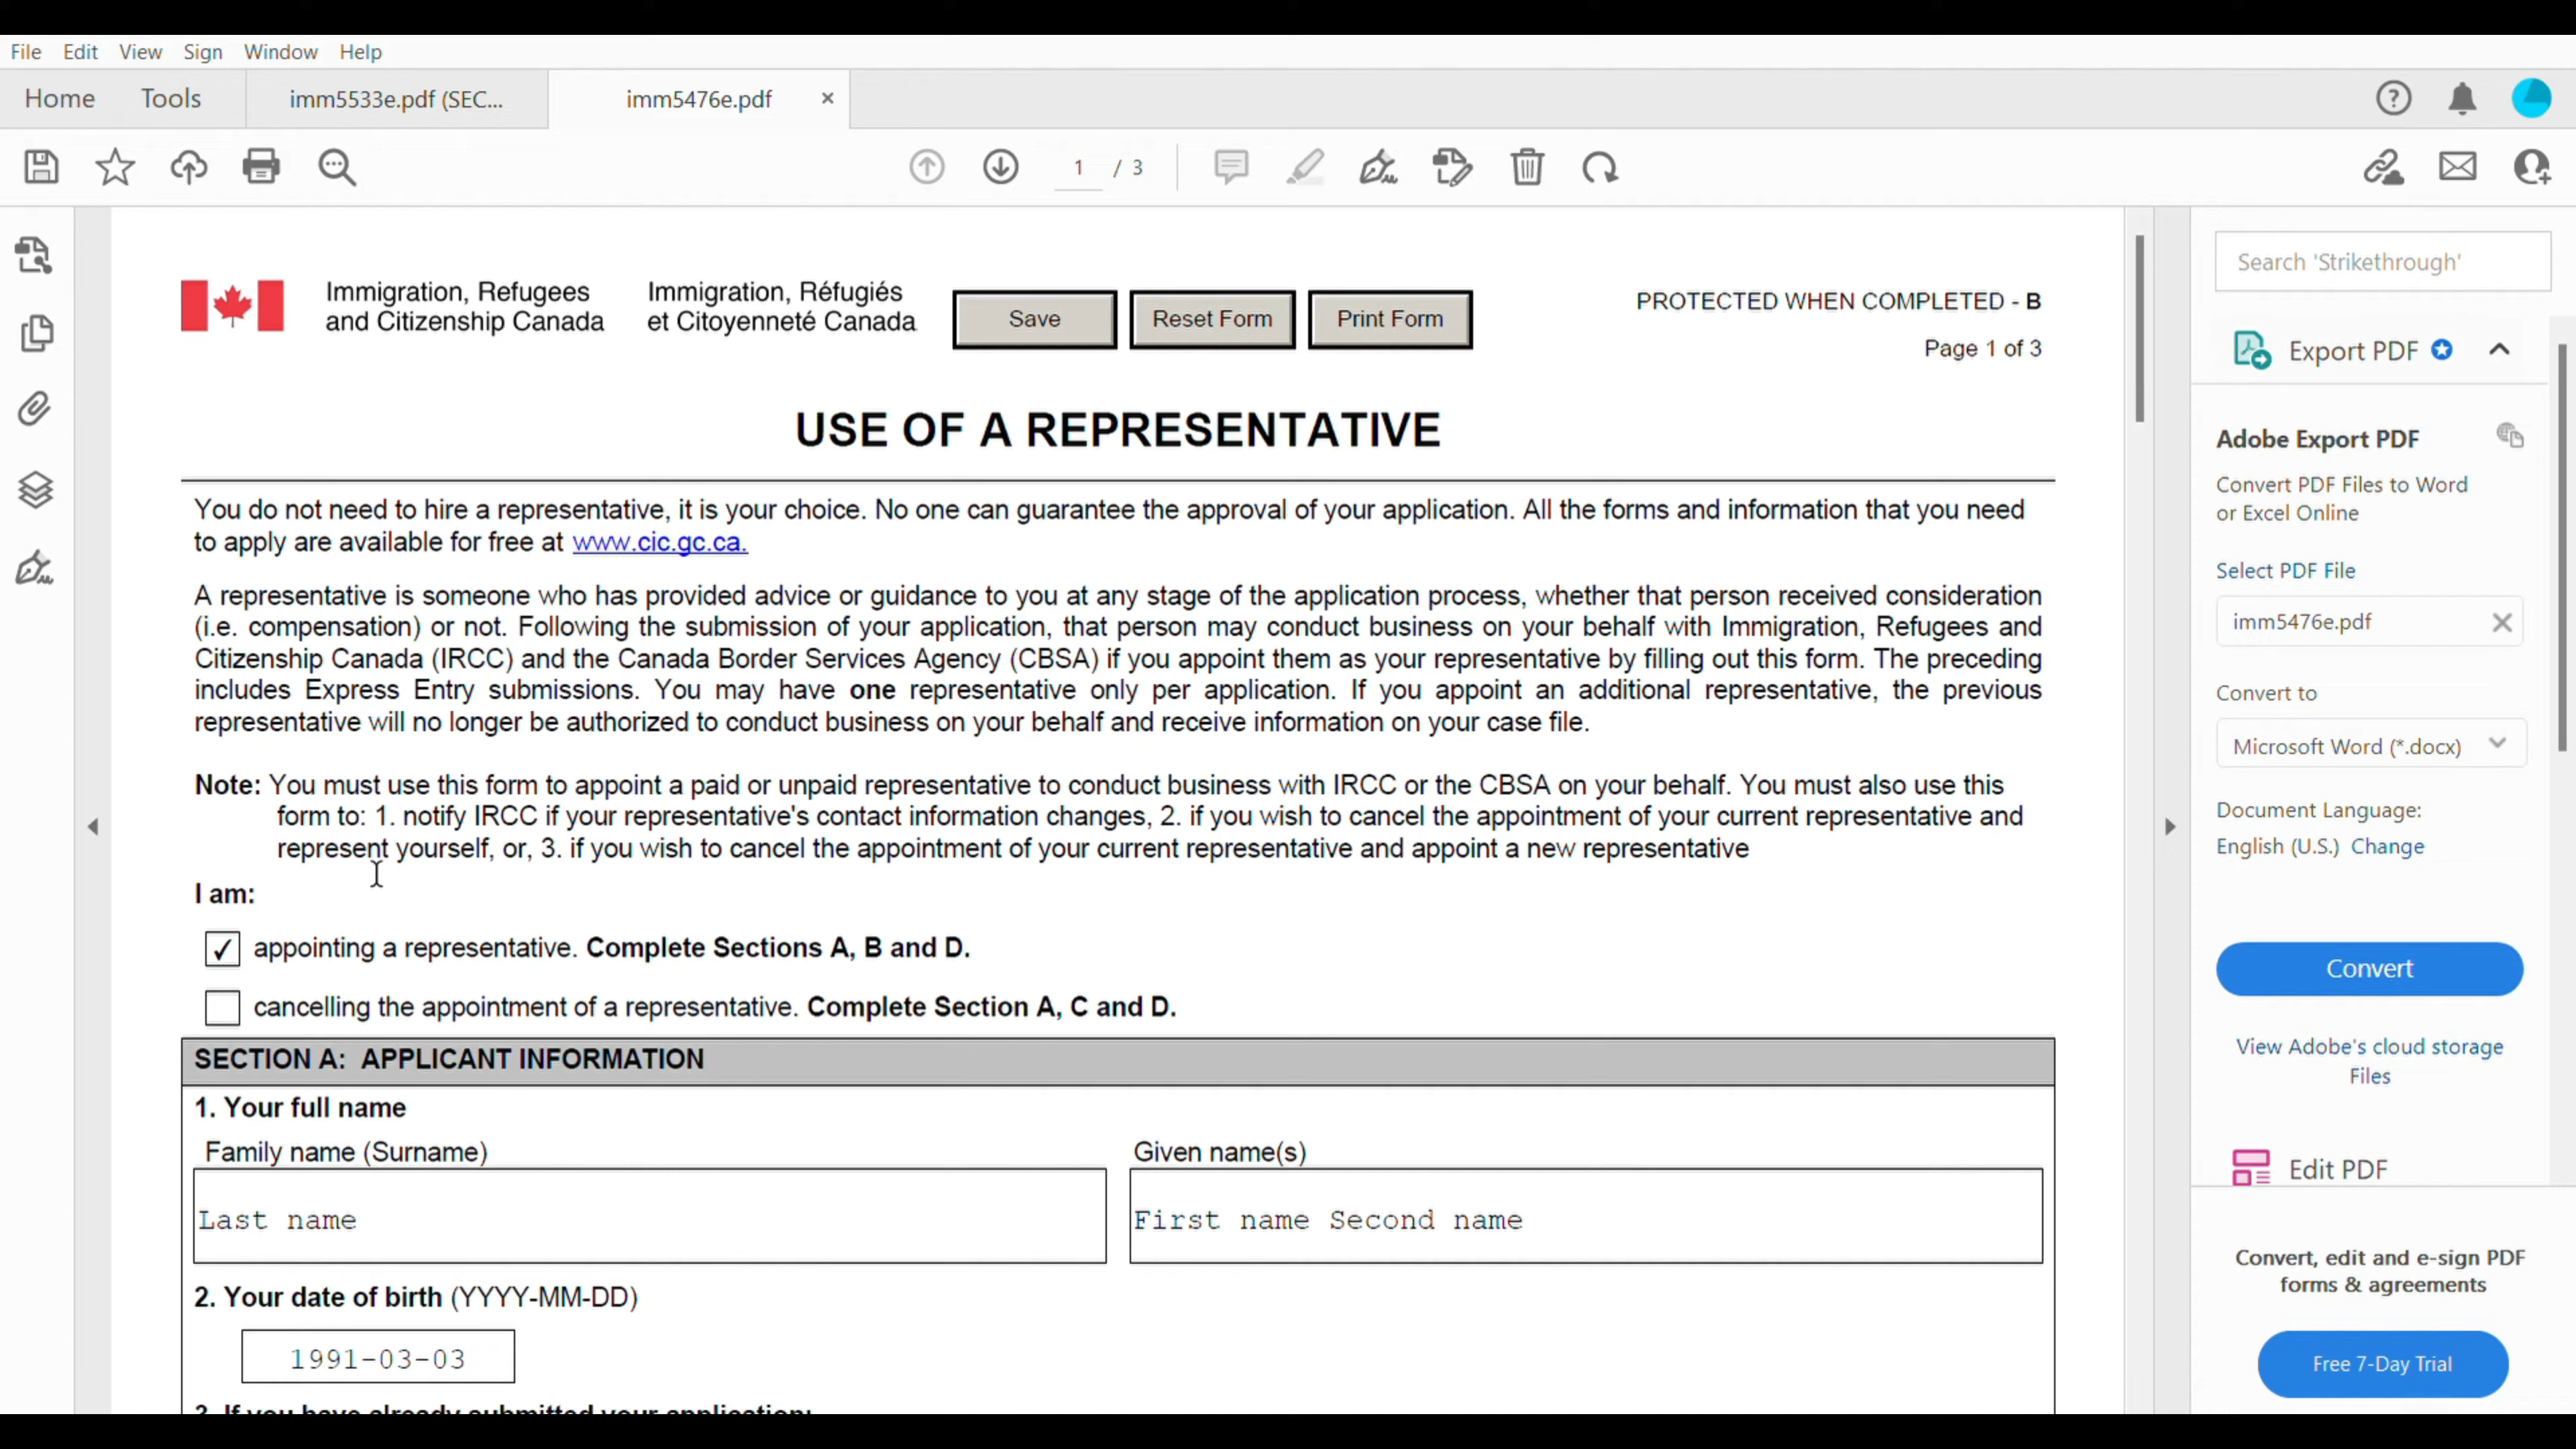 File Edit View Sign Window Help
Home Tools imm5533e.pdf (SEC... imm5476e.pdf ×
1 / 3
Search 'Strikethrough'
Immigration, Refugees
and Citizenship Canada
Immigration, Réfugiés
et Citoyenneté Canada
Save Reset Form Print Form
PROTECTED WHEN COMPLETED - B
Page 1 of 3
USE OF A REPRESENTATIVE
You do not need to hire a representative, it is your choice. No one can guarantee the approval of your application. All the forms and information that you need
to apply are available for free at www.cic.gc.ca.
A representative is someone who has provided advice or guidance to you at any stage of the application process, whether that person received consideration
(i.e. compensation) or not. Following the submission of your application, that person may conduct business on your behalf with Immigration, Refugees and
Citizenship Canada (IRCC) and the Canada Border Services Agency (CBSA) if you appoint them as your representative by filling out this form. The preceding
includes Express Entry submissions. You may have one representative only per application. If you appoint an additional representative, the previous
representative will no longer be authorized to conduct business on your behalf and receive information on your case file.
Note: You must use this form to appoint a paid or unpaid representative to conduct business with IRCC or the CBSA on your behalf. You must also use this
form to: 1. notify IRCC if your representative's contact information changes, 2. if you wish to cancel the appointment of your current representative and
represent yourself, or, 3. if you wish to cancel the appointment of your current representative and appoint a new representative
I am:
appointing a representative. Complete Sections A, B and D.
cancelling the appointment of a representative. Complete Section A, C and D.
SECTION A: APPLICANT INFORMATION
1. Your full name
Family name (Surname) Given name(s)
Last name First name Second name
2. Your date of birth (YYYY-MM-DD)
1991-03-03
3. If you have already submitted your application:
Export PDF
Adobe Export PDF
Convert PDF Files to Word
or Excel Online
Select PDF File
imm5476e.pdf
Convert to
Microsoft Word (*.docx)
Document Language:
English (U.S.) Change
Convert
View Adobe's cloud storage
Files
Edit PDF
Convert, edit and e-sign PDF
forms & agreements
Free 7-Day Trial